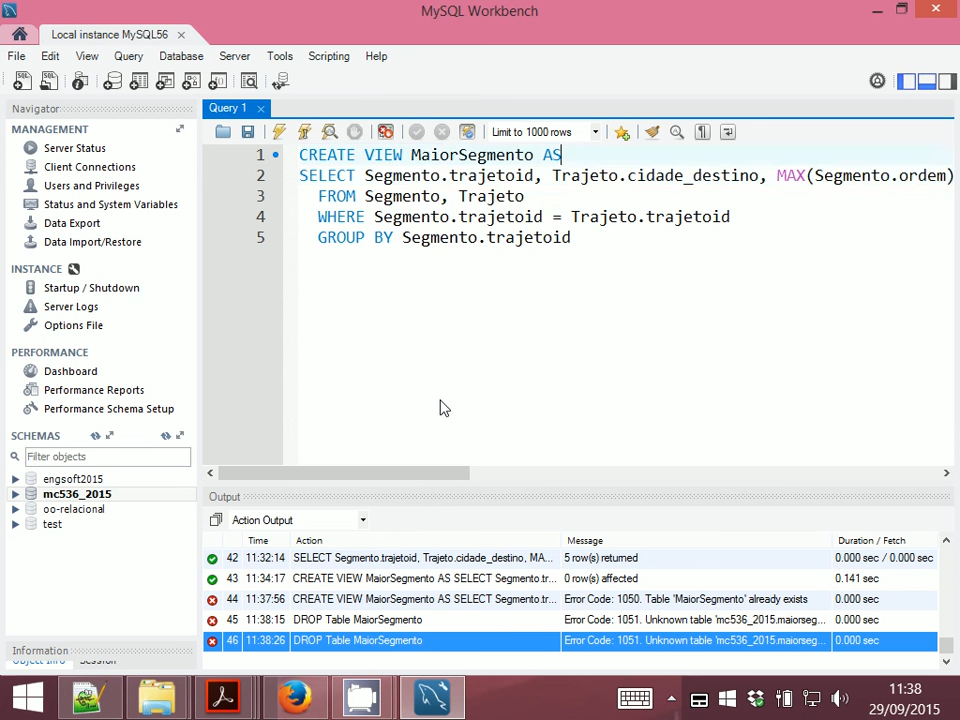 MySQL Workbench
Local instance MySQL56
File Edit View Query Database Server Tools Scripting Help
Navigator
MANAGEMENT
Server Status
Client Connections
Users and Privileges
Status and System Variables
Data Export
Data Import/Restore
INSTANCE
Startup / Shutdown
Server Logs
Options File
PERFORMANCE
Dashboard
Performance Reports
Performance Schema Setup
SCHEMAS
Filter objects
engsoft2015
mc536_2015
oo-relacional
test
Information
Object Info Session
Query 1
Limit to 1000 rows
1 CREATE VIEW MaiorSegmento AS
2 SELECT Segmento.trajetoid, Trajeto.cidade_destino, MAX(Segmento.ordem)
3 FROM Segmento, Trajeto
4 WHERE Segmento.trajetoid = Trajeto.trajetoid
5 GROUP BY Segmento.trajetoid
Output
Action Output
Time Action Message Duration / Fetch
42 11:32:14 SELECT Segmento.trajetoid, Trajeto.cidade_destino, MA... 5 row(s) returned 0.000 sec / 0.000 sec
43 11:34:17 CREATE VIEW MaiorSegmento AS SELECT Segmento.tr... 0 row(s) affected 0.141 sec
44 11:37:56 CREATE VIEW MaiorSegmento AS SELECT Segmento.tr... Error Code: 1050. Table 'MaiorSegmento' already exists 0.000 sec
45 11:38:15 DROP Table MaiorSegmento Error Code: 1051. Unknown table 'mc536_2015.maiorseg... 0.000 sec
46 11:38:26 DROP Table MaiorSegmento Error Code: 1051. Unknown table 'mc536_2015.maiorseg... 0.000 sec
11:38
29/09/2015